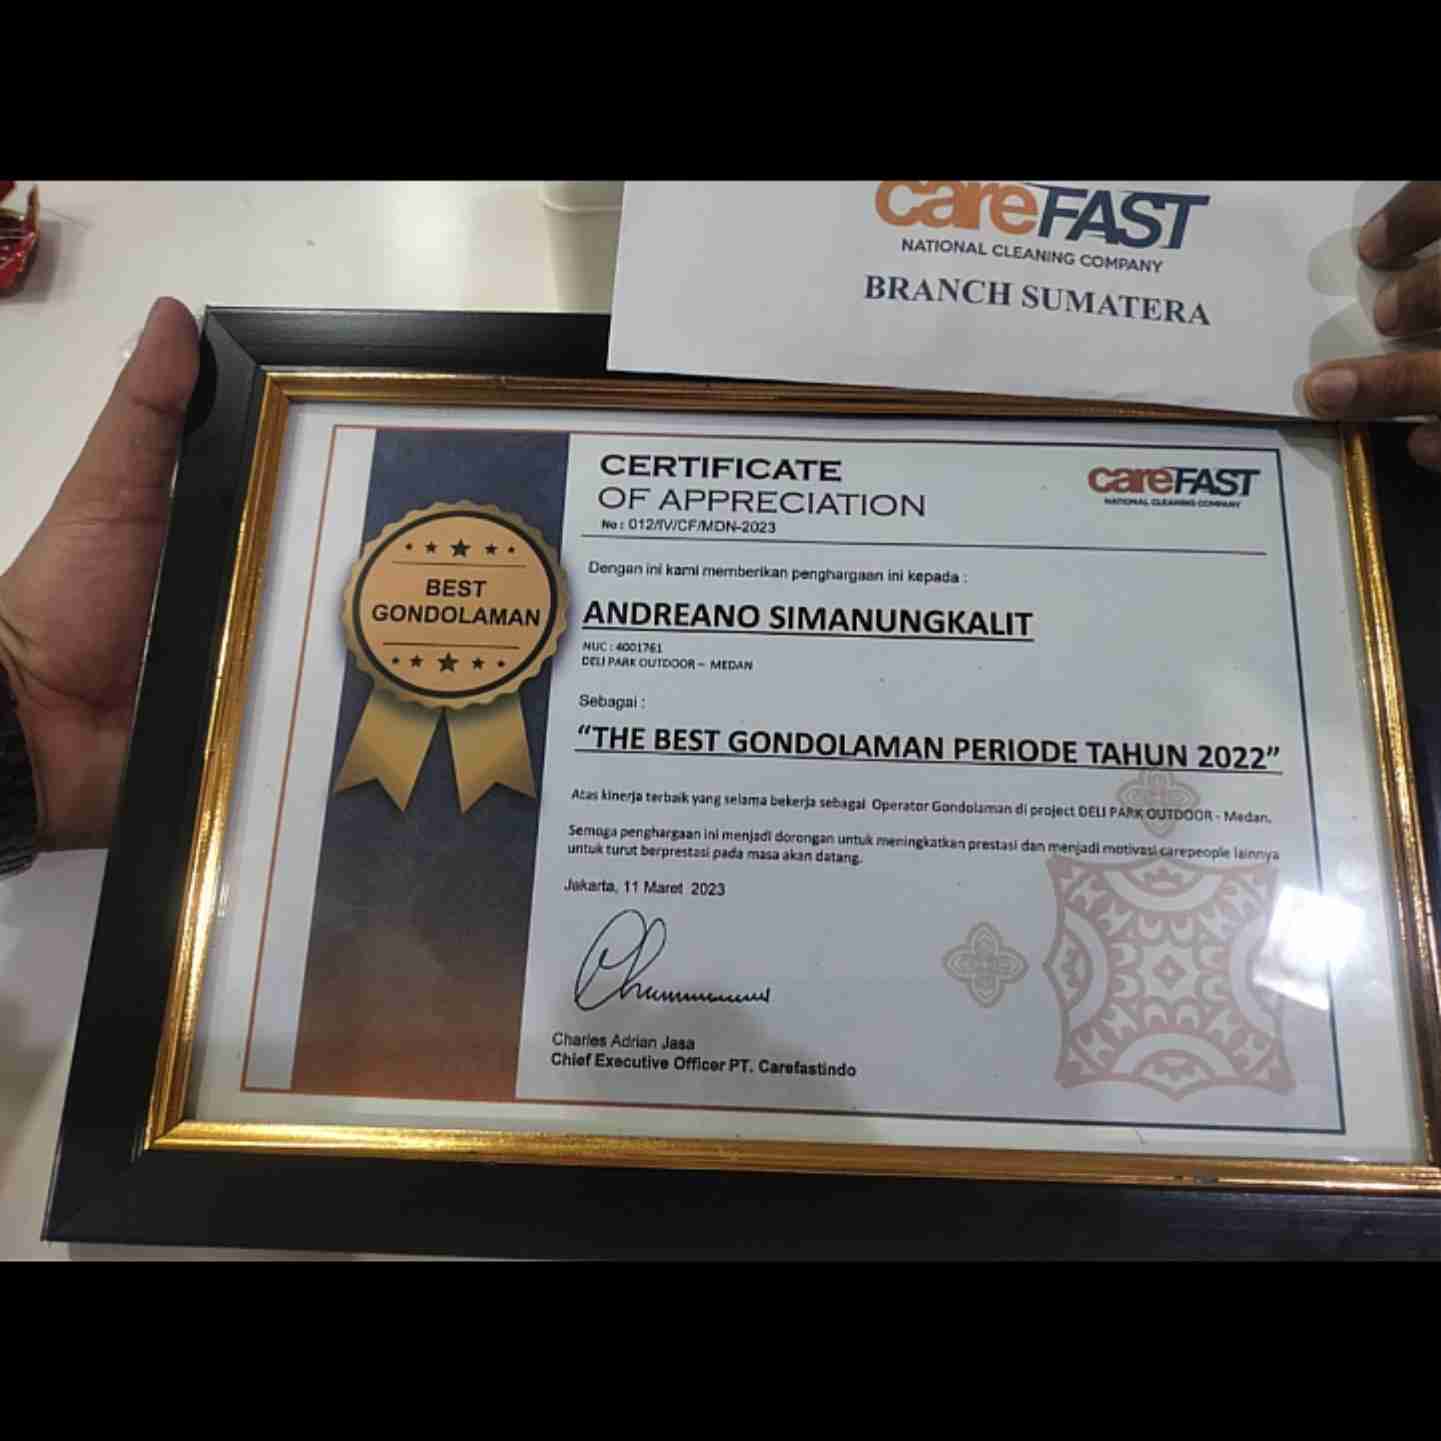 careFAST
NATIONAL CLEANING COMPANY
BRANCH SUMATERA
CERTIFICATE
OF APPRECIATION
No : 012/IV/CF/MDN-2023
careFAST
NATIONAL CLEANING COMPANY
BEST
GONDOLAMAN
Dengan ini kami memberikan penghargaan ini kepada :
ANDREANO SIMANUNGKALIT
NUC : 4001761
DELI PARK OUTDOOR – MEDAN
Sebagai :
“THE BEST GONDOLAMAN PERIODE TAHUN 2022”
Atas kinerja terbaik yang selama bekerja sebagai Operator Gondolaman di project DELI PARK OUTDOOR - Medan.
Semoga penghargaan ini menjadi dorongan untuk meningkatkan prestasi dan menjadi motivasi carepeople lainnya
untuk turut berprestasi pada masa akan datang.
Jakarta, 11 Maret 2023
Charles Adrian Jasa
Chief Executive Officer PT. Carefastindo